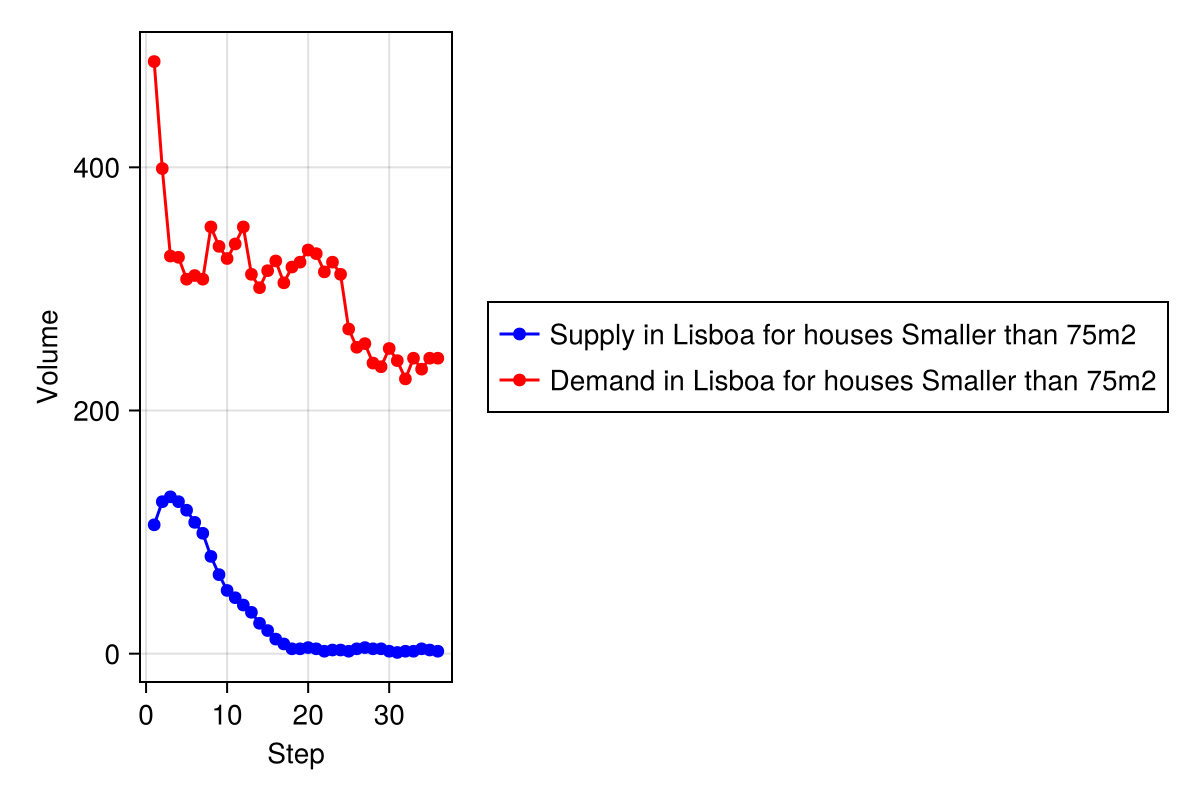 400
200
0
Volume
0 10 20 30
Step
Supply in Lisboa for houses Smaller than 75m2
Demand in Lisboa for houses Smaller than 75m2